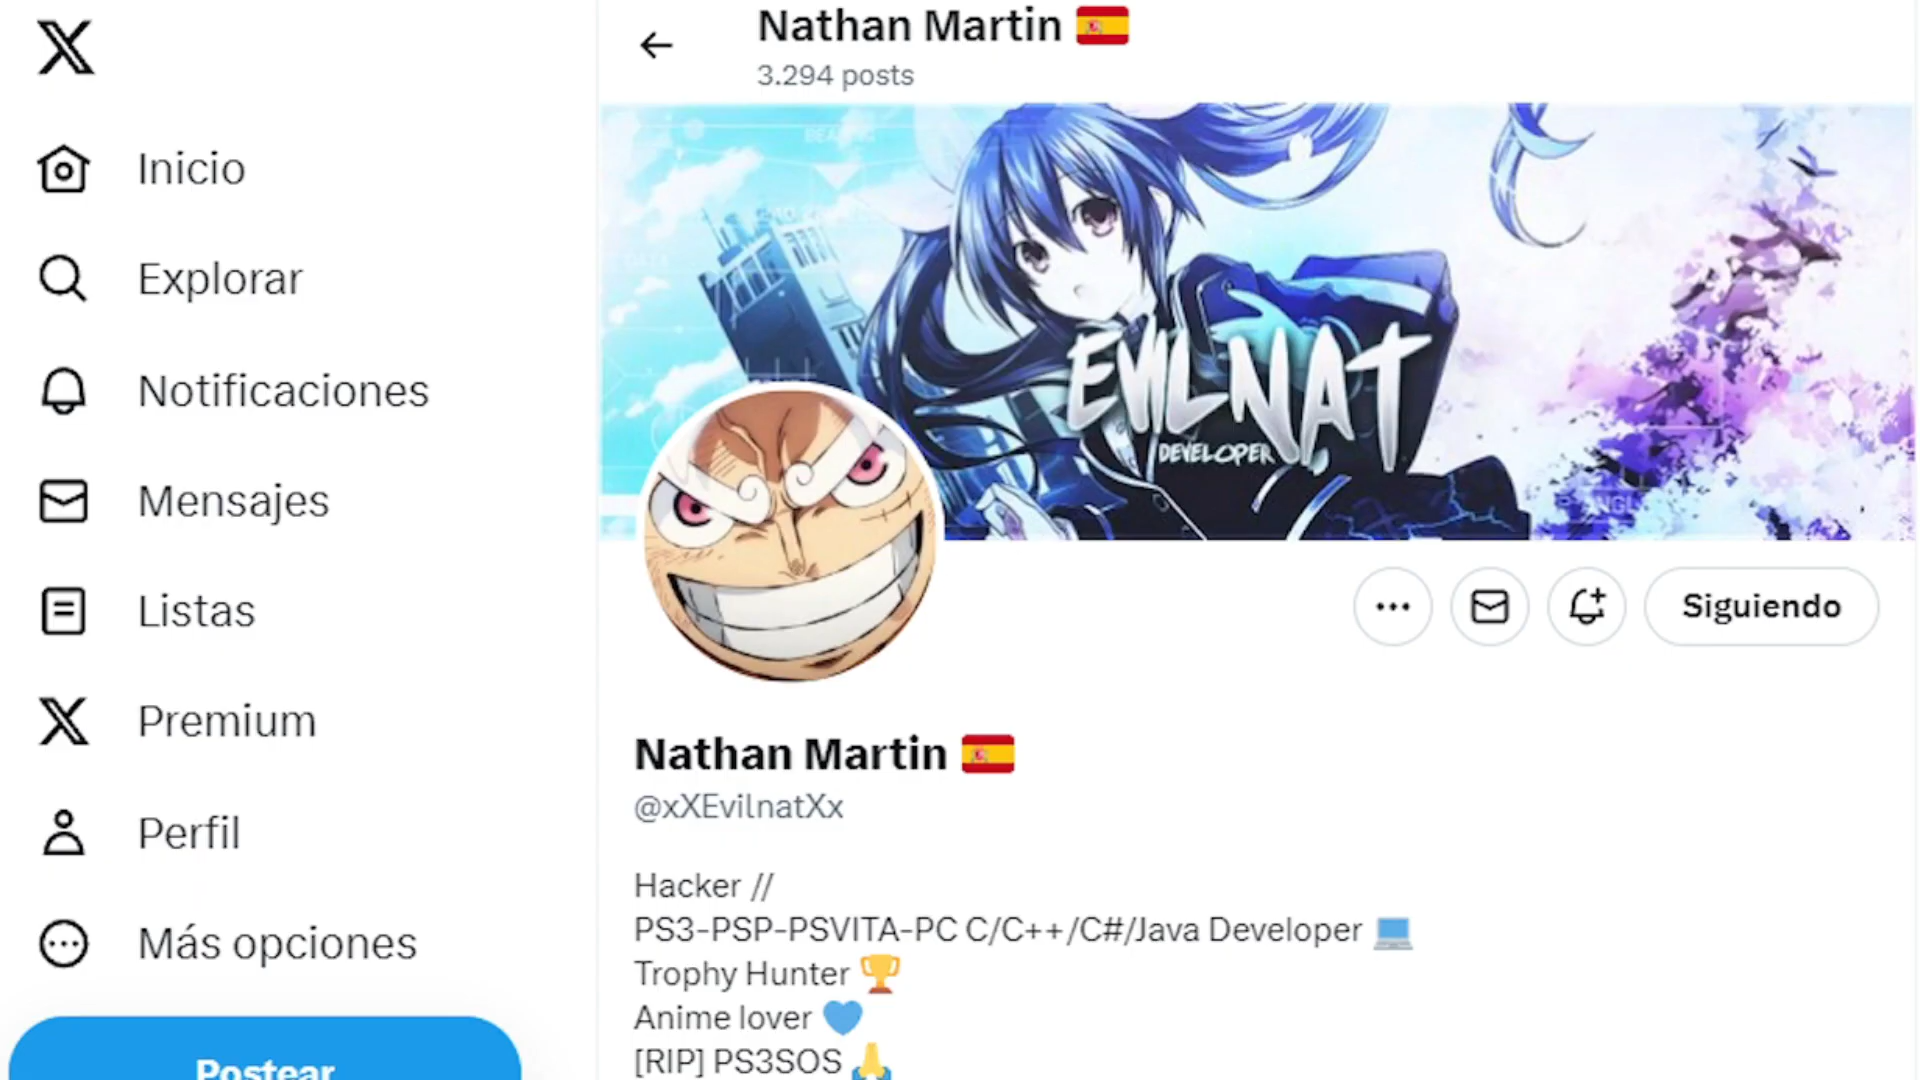 Nathan Martin
3.294 posts
Inicio
Explorar
Notificaciones
Mensajes
Listas
Premium
Perfil
Más opciones
Postear
EVILNAT
DEVELOPER
Siguiendo
Nathan Martin
@xXEvilnatXx
Hacker //
PS3-PSP-PSVITA-PC C/C++/C#/Java Developer
Trophy Hunter
Anime lover
[RIP] PS3SOS